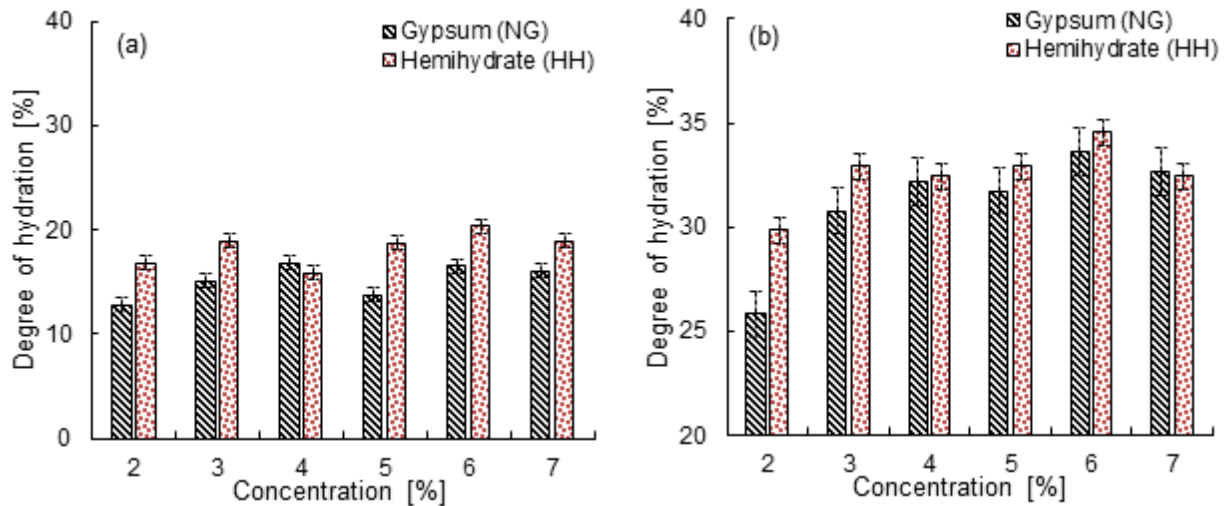 (a)
Gypsum (NG)
Hemihydrate (HH)
Degree of hydration [%]
40
30
20
10
0
2 3 4 5 6 7
Concentration [%]
(b)
Gypsum (NG)
Hemihydrate (HH)
Degree of hydration [%]
40
35
30
25
20
2 3 4 5 6 7
Concentration [%]